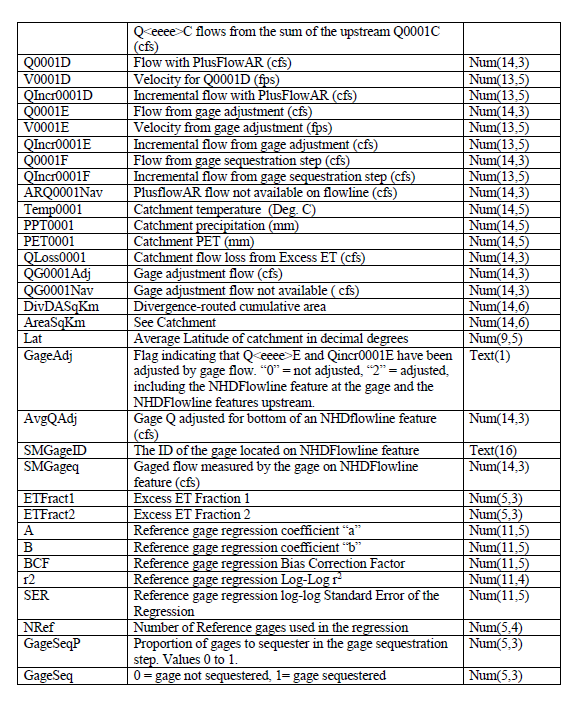 Q<eeee>C flows from the sum of the upstream Q0001C
(cfs)
Q0001D Flow with PlusFlowAR (cfs) Num(14,3)
V0001D Velocity for Q0001D (fps) Num(13,5)
QIncr0001D Incremental flow with PlusFlowAR (cfs) Num(13,5)
Q0001E Flow from gage adjustment (cfs) Num(14,3)
V0001E Velocity from gage adjustment (fps) Num(13,5)
QIncr0001E Incremental flow from gage adjustment (cfs) Num(13,5)
Q0001F Flow from gage sequestration step (cfs) Num(14,3)
QIncr0001F Incremental flow from gage sequestration step (cfs) Num(13,5)
ARQ0001Nav PlusflowAR flow not available on flowline (cfs) Num(14,3)
Temp0001 Catchment temperature (Deg. C) Num(14,5)
PPT0001 Catchment precipitation (mm) Num(14,5)
PET0001 Catchment PET (mm) Num(14,5)
QLoss0001 Catchment flow loss from Excess ET (cfs) Num(14,3)
QG0001Adj Gage adjustment flow (cfs) Num(14,3)
QG0001Nav Gage adjustment flow not available ( cfs) Num(14,3)
DivDASqKm Divergence-routed cumulative area Num(14,6)
AreaSqKm See Catchment Num(14,6)
Lat Average Latitude of catchment in decimal degrees Num(9,5)
GageAdj Flag indicating that Q<eeee>E and Qincr0001E have been Text(1)
adjusted by gage flow. “0” = not adjusted, “2” = adjusted,
including the NHDFlowline feature at the gage and the
NHDFlowline features upstream.
AvgQAdj Gage Q adjusted for bottom of an NHDflowline feature Num(14,3)
(cfs)
SMGageID The ID of the gage located on NHDFlowline feature Text(16)
SMGageq Gaged flow measured by the gage on NHDFlowline Num(14,3)
feature (cfs)
ETFract1 Excess ET Fraction 1 Num(5,3)
ETFract2 Excess ET Fraction 2 Num(5,3)
A Reference gage regression coefficient “a” Num(11,5)
B Reference gage regression coefficient “b” Num(11,5)
BCF Reference gage regression Bias Correction Factor Num(11,5)
r2 Reference gage regression Log-Log r² Num(11,4)
SER Reference gage regression log-log Standard Error of the Num(11,5)
Regression
NRef Number of Reference gages used in the regression Num(5,4)
GageSeqP Proportion of gages to sequester in the gage sequestration Num(5,3)
step. Values 0 to 1.
GageSeq 0 = gage not sequestered, 1= gage sequestered Num(5,3)